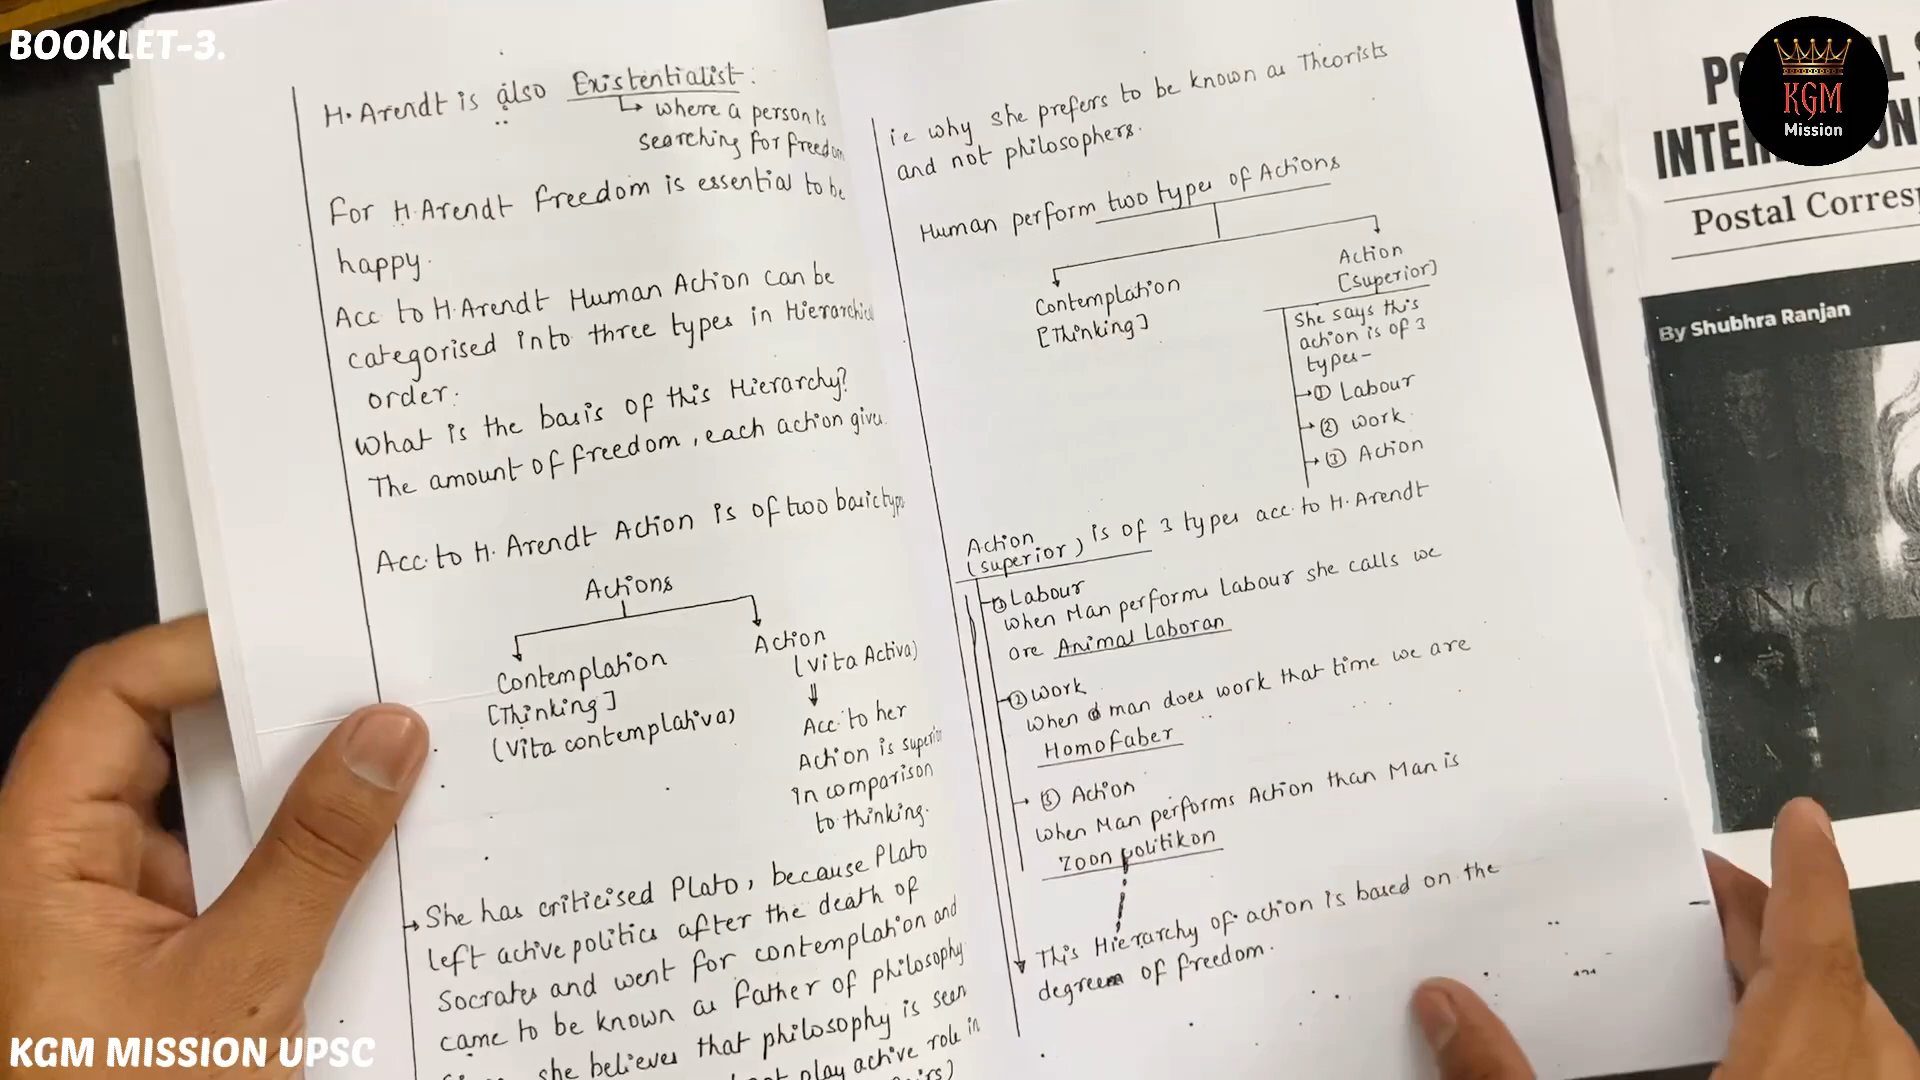 BOOKLET-3.
H. Arendt is also Existentialist:
where a person is
searching for freedom
For H. Arendt freedom is essential to be
happy.
Acc to H. Arendt Human Action can be
categorised into three types in Hierarchical
order.
What is the basis of this Hierarchy?
The amount of freedom, each action gives
Acc. to H. Arendt Action is of two basic types
Actions
Contemplation
[Thinking]
(Vita contemplativa)
Action
(Vita Activa)
Acc. to her
Action is superior
in comparison
to thinking.
She has criticised Plato, because Plato
left active politics after the death of
Socrates and went for contemplation and
came to be known as Father of philosophy
she believes that philosophy is seen
play active role in
ie why she prefers to be known as Theorists
and not philosophers.
Human perform two types of Actions
Contemplation
[Thinking]
Action
[superior]
She says this
action is of 3
types-
① Labour
② Work.
③ Action
Action
(superior) is of 3 types acc. to H. Arendt
① Labour
When Man performs Labour she calls we
are Animal Laboran
② Work
When man does work that time we are
Homofaber
③ Action
When Man performs Action than Man is
Zoon politikon
This Hierarchy of action is based on the
degree of freedom.
KGM
Mission
Postal Corres
By Shubhra Ranjan
KGM MISSION UPSC